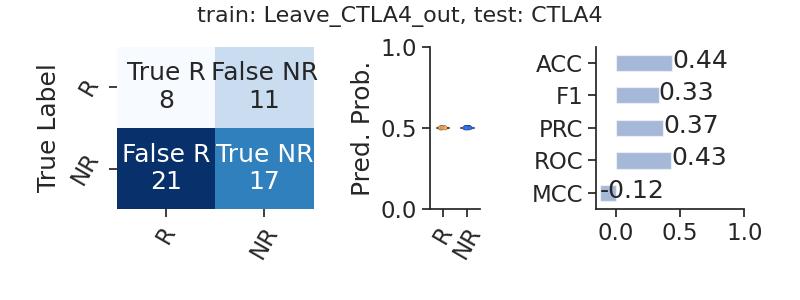 train: Leave_CTLA4_out, test: CTLA4
True Label
R
NR
True R
8
False NR
11
False R
21
True NR
17
R
NR
Pred. Prob.
1.0
0.5
0.0
R
NR
ACC
F1
PRC
ROC
MCC
0.44
0.33
0.37
0.43
-0.12
0.0
0.5
1.0